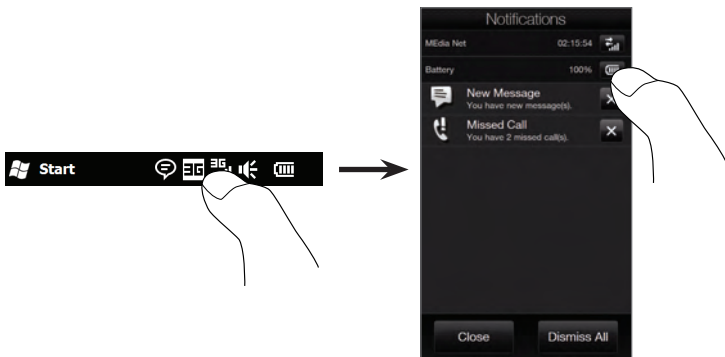 Start
3G
3G
Notifications
MEdia Net 02:15:54
Battery 100%
New Message
You have new message(s).
Missed Call
You have 2 missed call(s).
Close Dismiss All